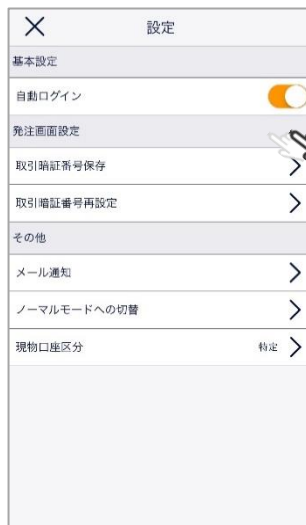 設定
基本設定
自動ログイン
発注画面設定
取引暗証番号保存
取引暗証番号再設定
その他
メール通知
ノーマルモードへの切替
現物口座区分 特定